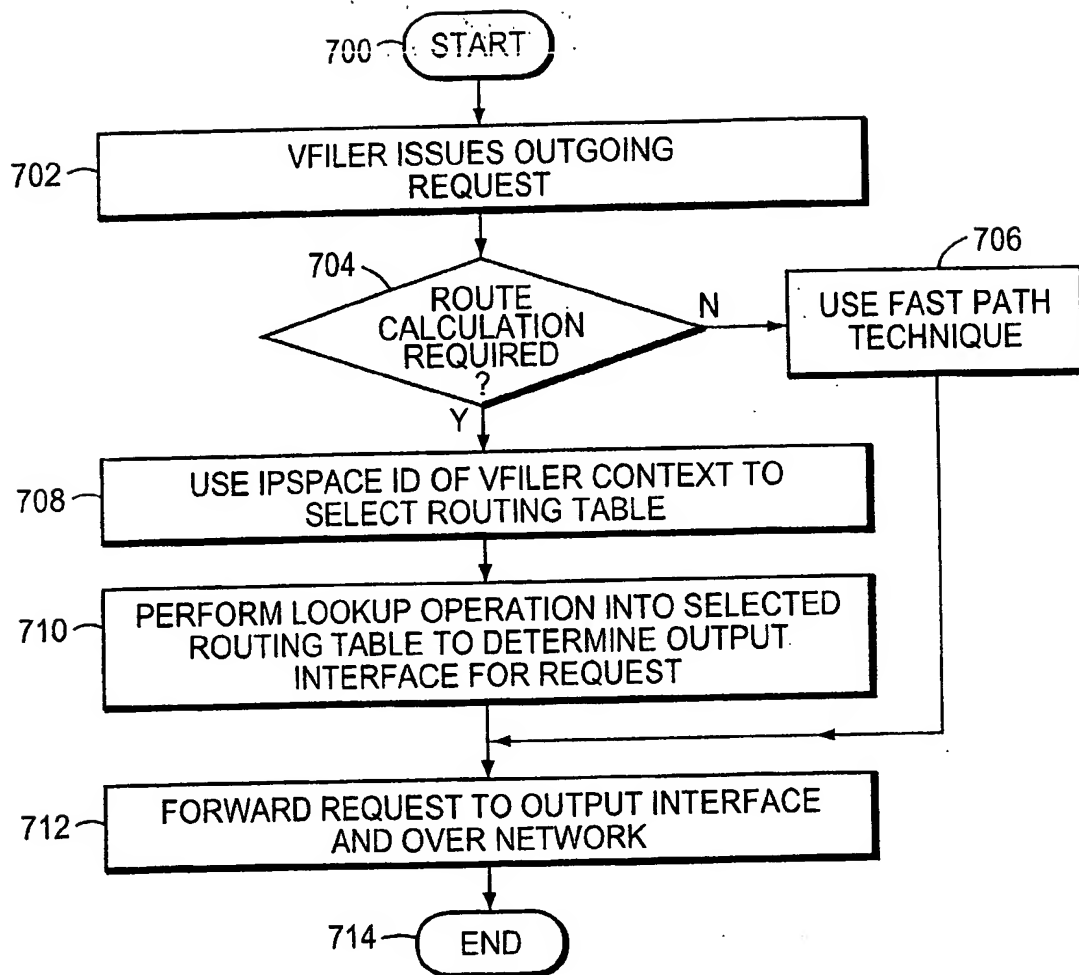 700
START
702
VFILER ISSUES OUTGOING
REQUEST
704
ROUTE
CALCULATION
REQUIRED
?
N
Y
706
USE FAST PATH
TECHNIQUE
708
USE IPSPACE ID OF VFILER CONTEXT TO
SELECT ROUTING TABLE
710
PERFORM LOOKUP OPERATION INTO SELECTED
ROUTING TABLE TO DETERMINE OUTPUT
INTERFACE FOR REQUEST
712
FORWARD REQUEST TO OUTPUT INTERFACE
AND OVER NETWORK
714
END